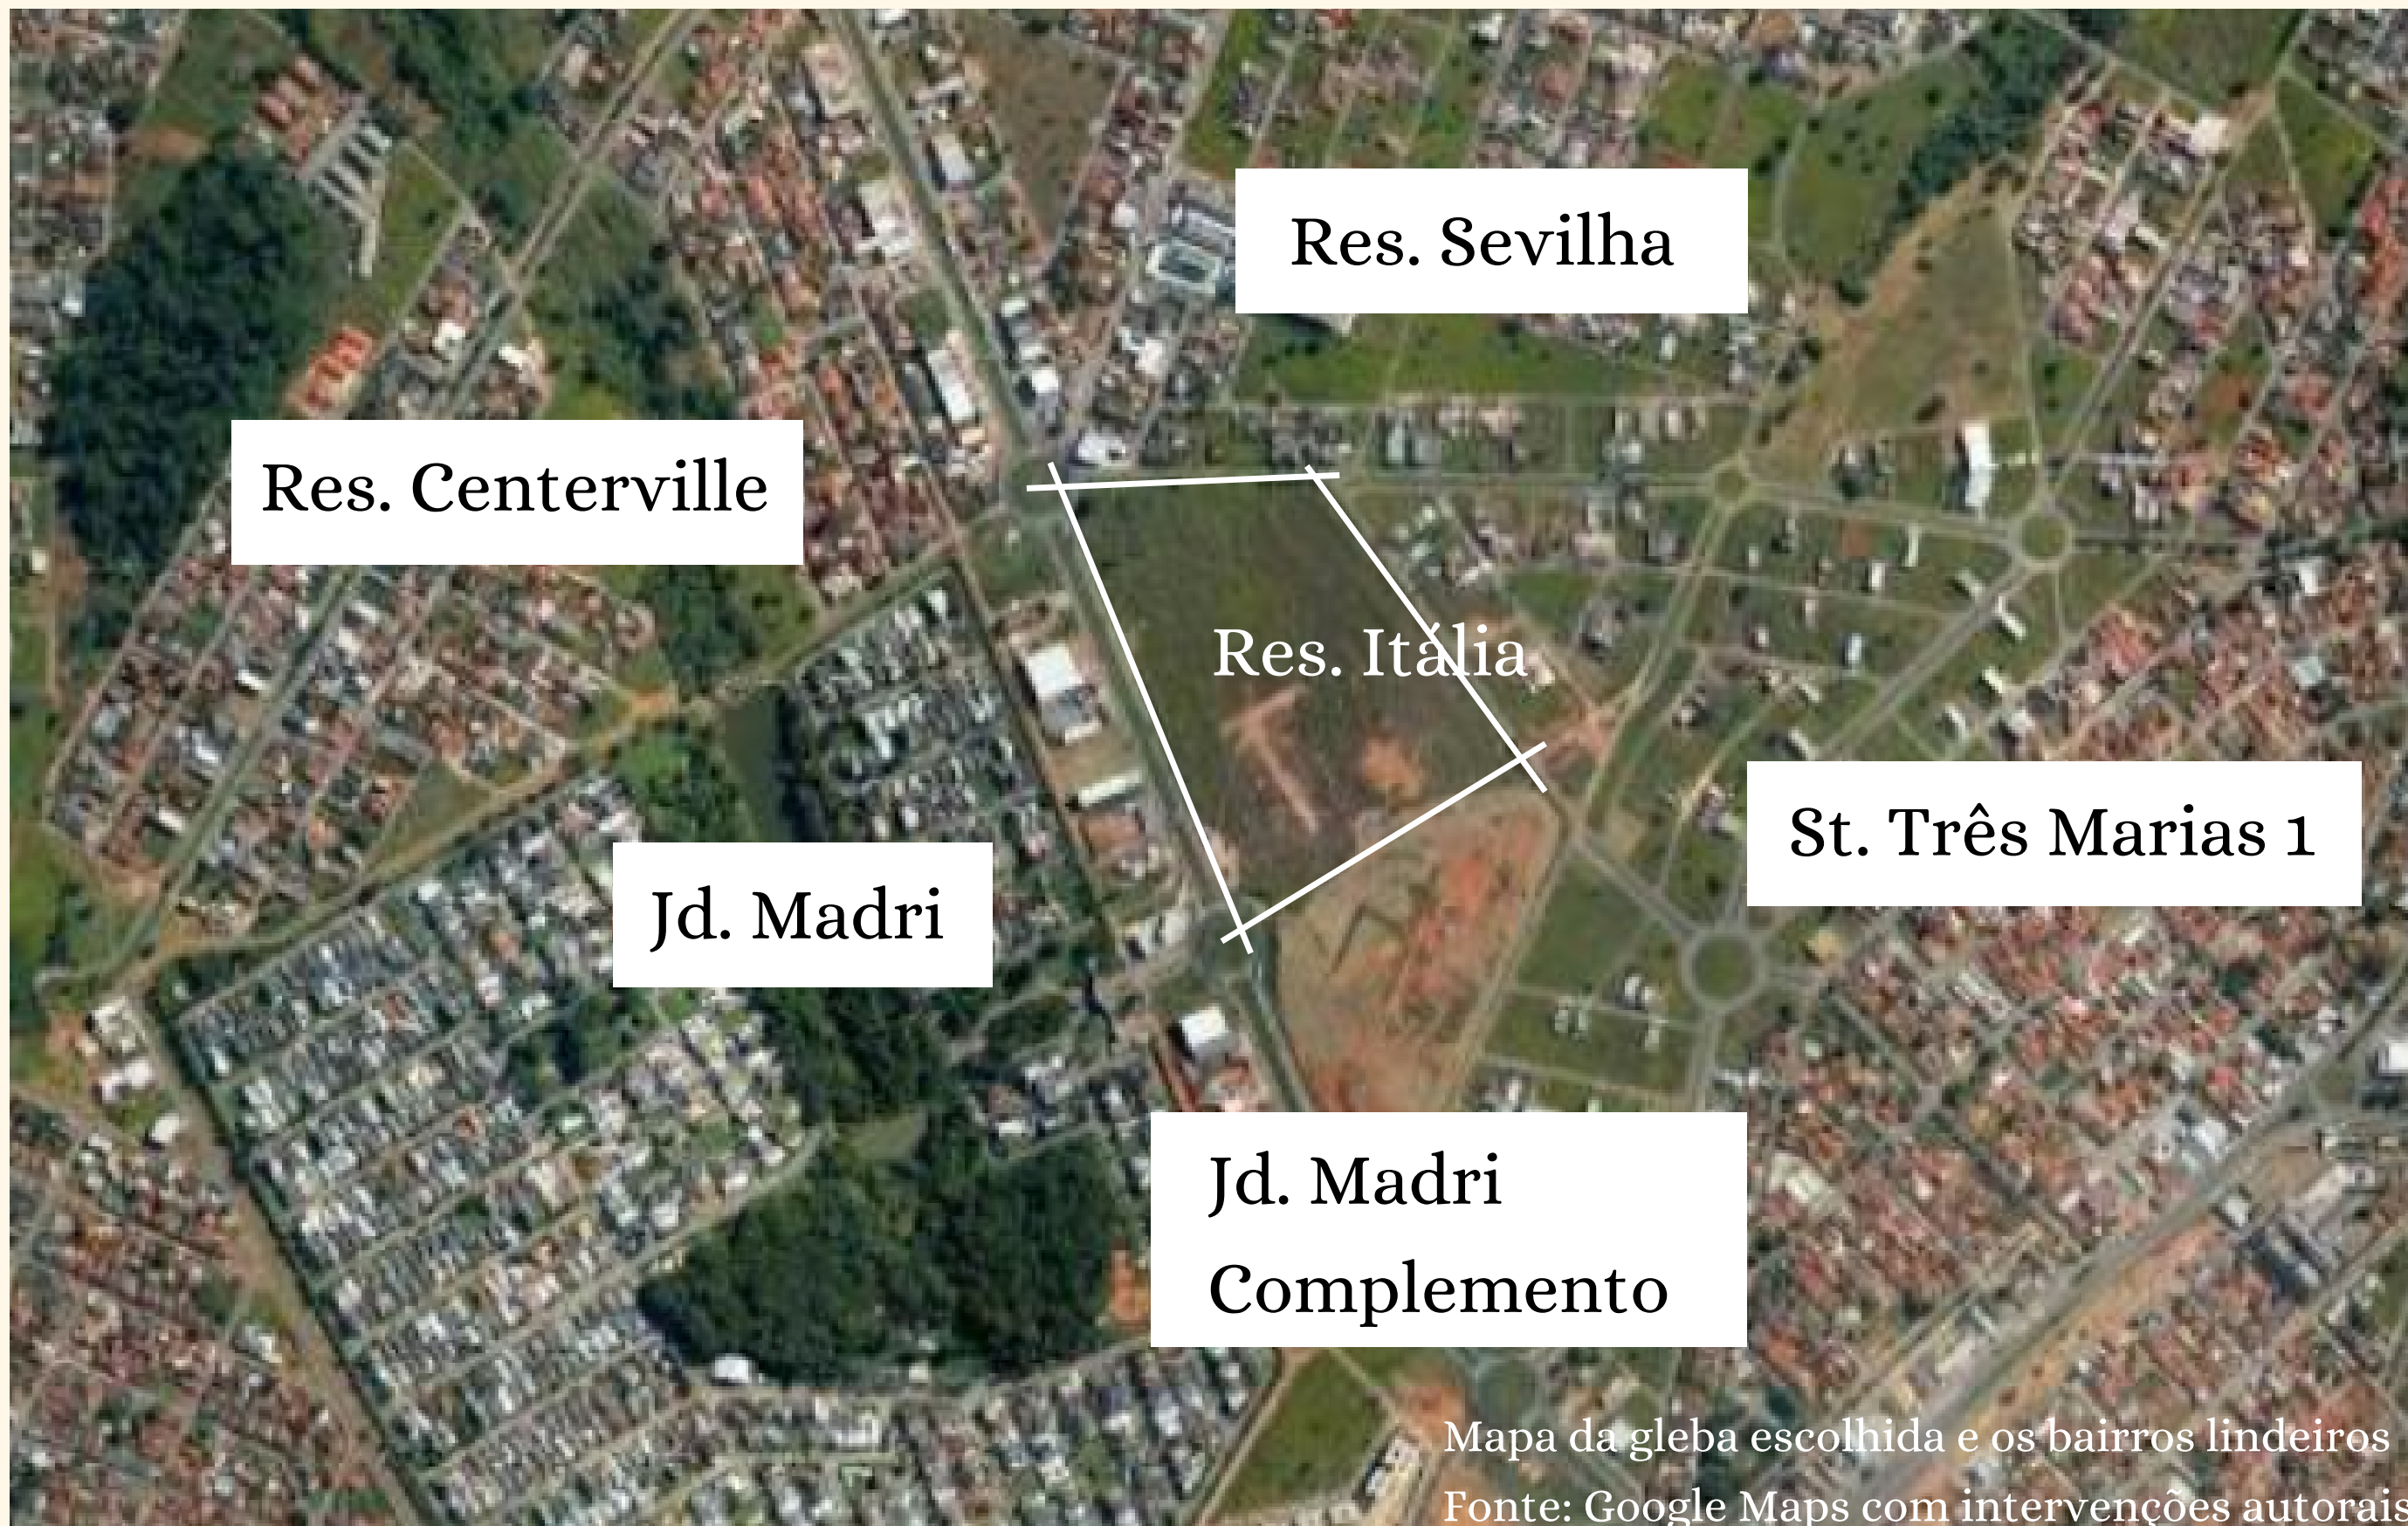 Res. Sevilha
Res. Centerville
Res. Itália
St. Três Marias 1
Jd. Madri
Jd. Madri
Complemento
Mapa da gleba escolhida e os bairros lindeiros
Fonte: Google Maps com intervenções autorais